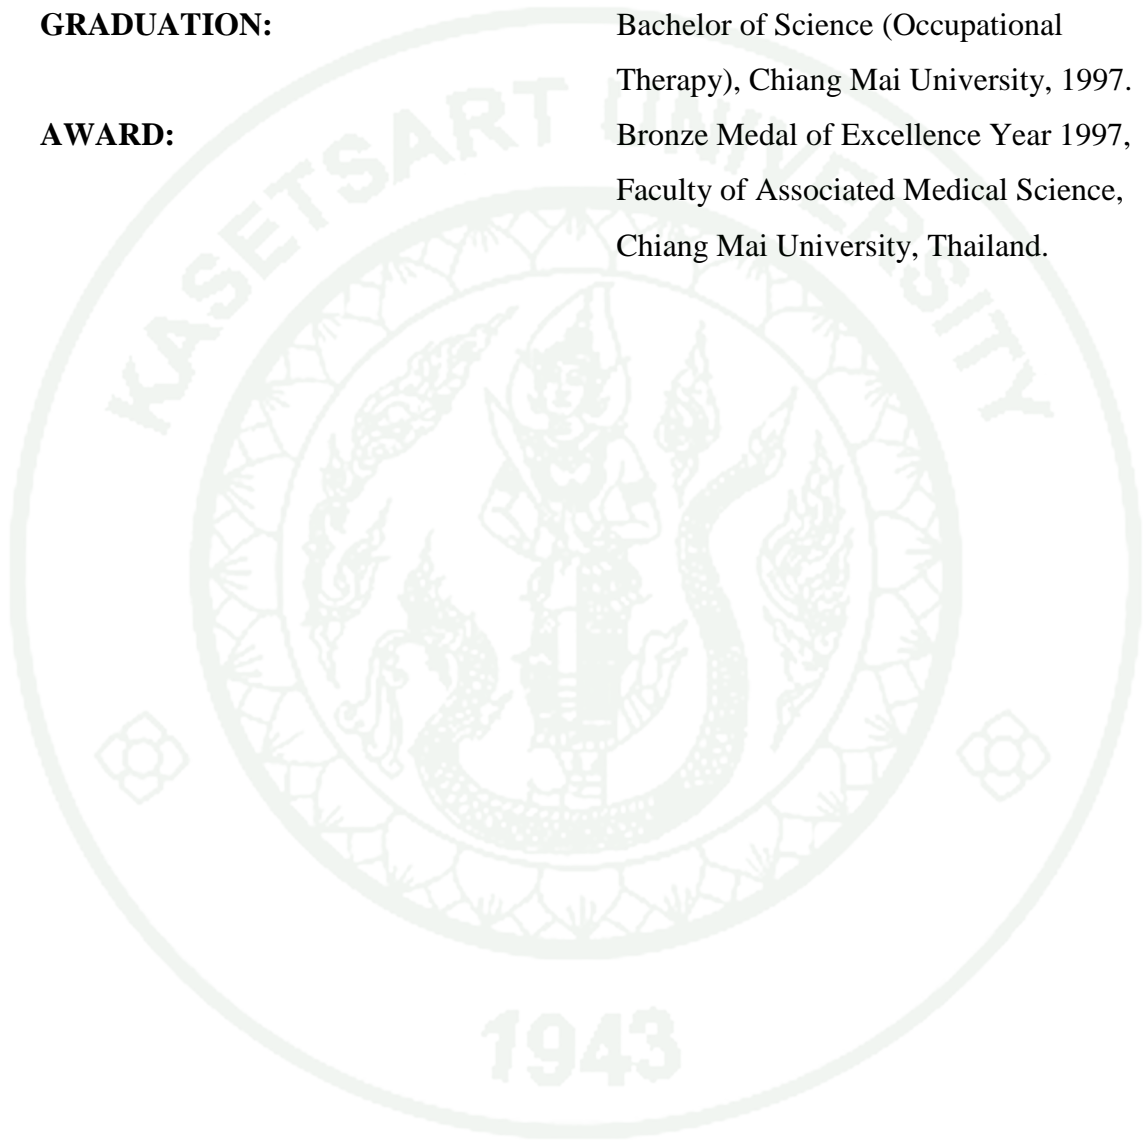 GRADUATION: Bachelor of Science (Occupational
Therapy), Chiang Mai University, 1997.
AWARD: Bronze Medal of Excellence Year 1997,
Faculty of Associated Medical Science,
Chiang Mai University, Thailand.
KASETSART UNIVERSITY
1943